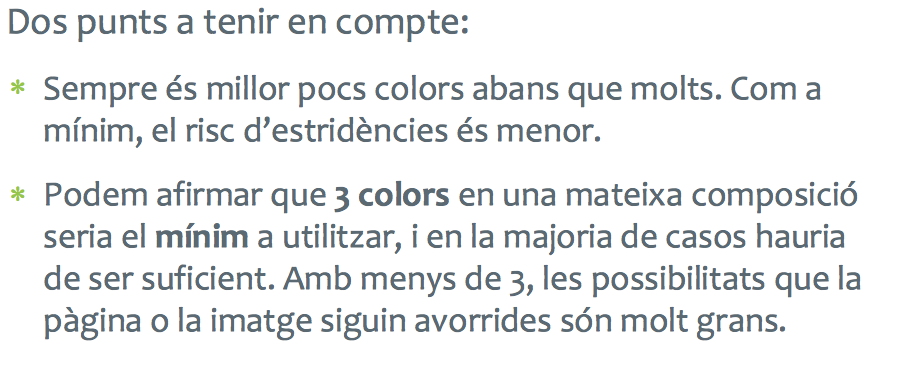 Dos punts a tenir en compte:
* Sempre és millor pocs colors abans que molts. Com a
mínim, el risc d’estridències és menor.
* Podem afirmar que 3 colors en una mateixa composició
seria el mínim a utilitzar, i en la majoria de casos hauria
de ser suficient. Amb menys de 3, les possibilitats que la
pàgina o la imatge siguin avorrides són molt grans.